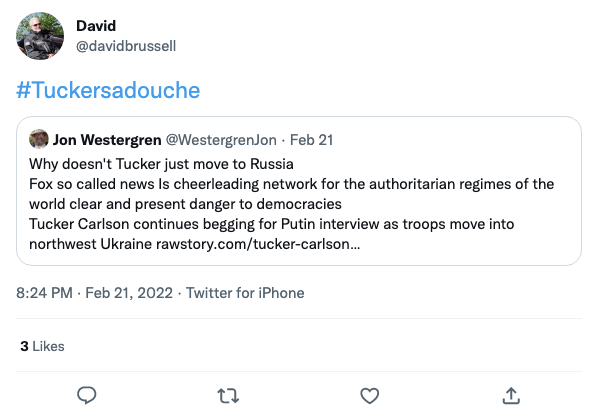 David
@davidbrussell
#Tuckersadouche
Jon Westergren @WestergrenJon · Feb 21
Why doesn't Tucker just move to Russia
Fox so called news Is cheerleading network for the authoritarian regimes of the
world clear and present danger to democracies
Tucker Carlson continues begging for Putin interview as troops move into
northwest Ukraine rawstory.com/tucker-carlson...
8:24 PM · Feb 21, 2022 · Twitter for iPhone
3 Likes